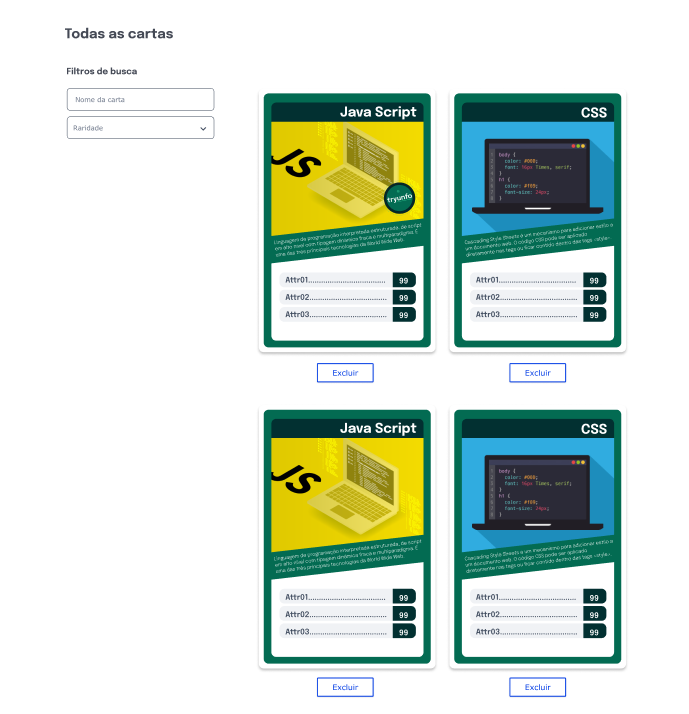 Todas as cartas
Filtros de busca
Nome da carta
Raridade
Java Script
JS
tryunfo
Linguagem de programação interpretada estruturada, de script
em alto nível com tipagem dinâmica fraca e multiparadigma. É
uma das três principais tecnologias da World Wide Web.
Attr01 99
Attr02 99
Attr03 99
Excluir
CSS
body {
color: #000;
font: 16px Times, serif;
}
h1 {
color: #f00;
font-size: 24px;
}
Cascading Style Sheets é um mecanismo para adicionar estilo a
um documento web. O código CSS pode ser aplicado
diretamente nas tags ou ficar contido dentro das tags <style>.
Attr01 99
Attr02 99
Attr03 99
Excluir
Java Script
JS
Linguagem de programação interpretada estruturada, de script
em alto nível com tipagem dinâmica fraca e multiparadigma. É
uma das três principais tecnologias da World Wide Web.
Attr01 99
Attr02 99
Attr03 99
Excluir
CSS
body {
color: #000;
font: 16px Times, serif;
}
h1 {
color: #f00;
font-size: 24px;
}
Cascading Style Sheets é um mecanismo para adicionar estilo a
um documento web. O código CSS pode ser aplicado
diretamente nas tags ou ficar contido dentro das tags <style>.
Attr01 99
Attr02 99
Attr03 99
Excluir